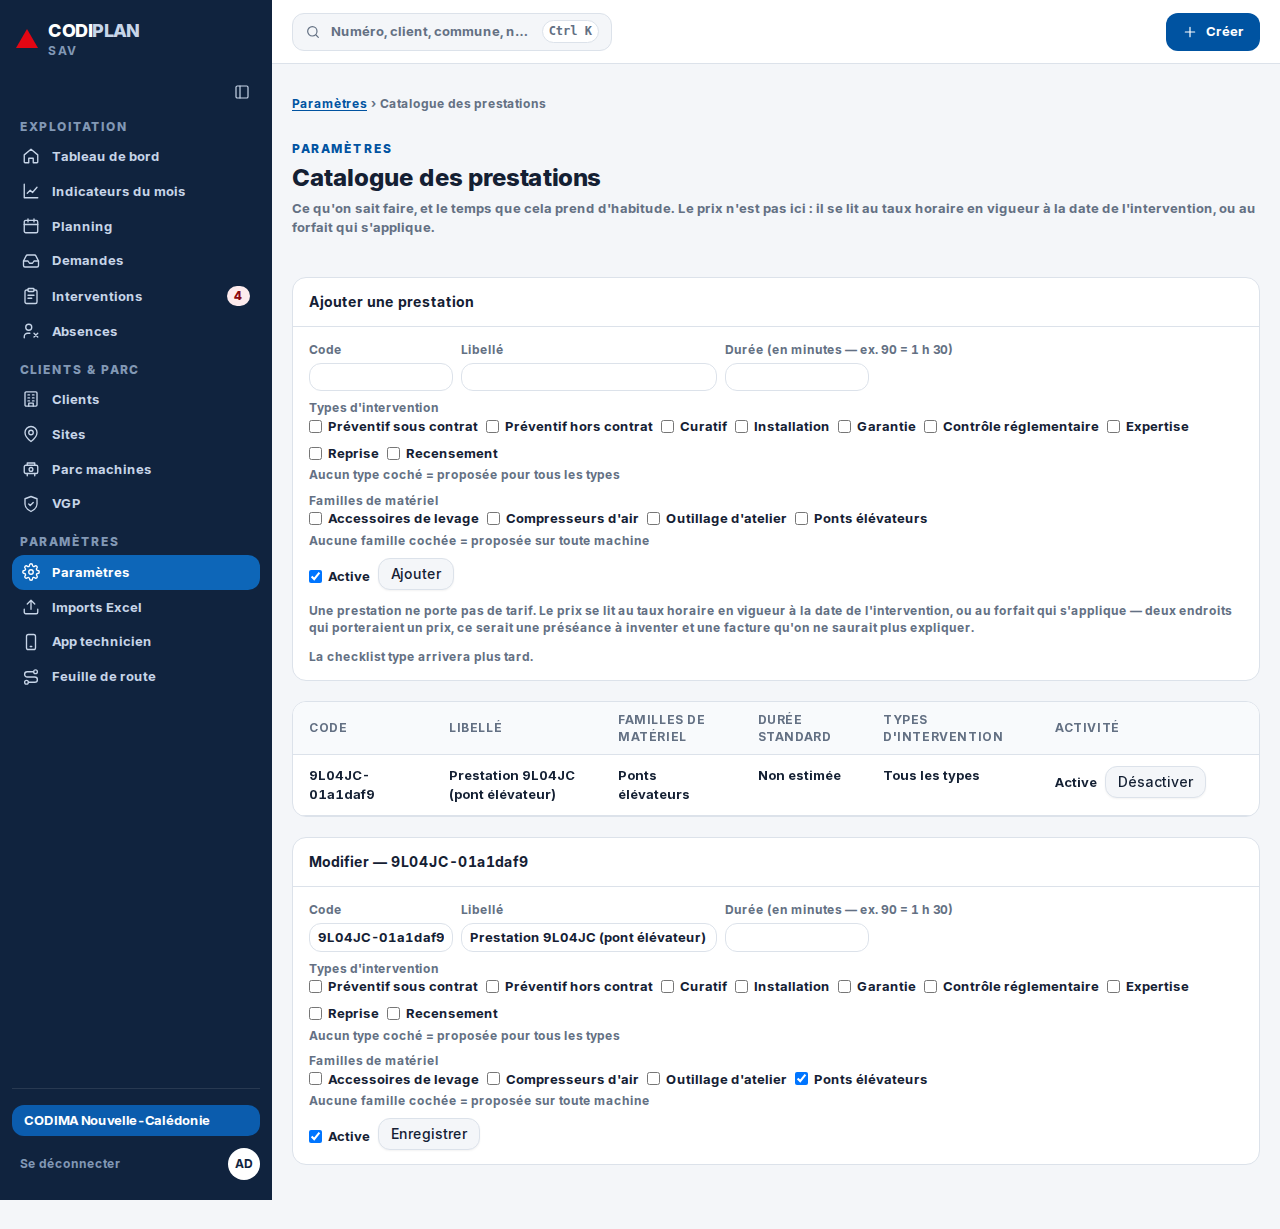 CODIPLAN
SAV
EXPLOITATION
Tableau de bord
Indicateurs du mois
Planning
Demandes
Interventions 4
Absences
CLIENTS & PARC
Clients
Sites
Parc machines
VGP
PARAMÈTRES
Paramètres
Imports Excel
App technicien
Feuille de route
CODIMA Nouvelle-Calédonie
Se déconnecter AD
Numéro, client, commune, n... Ctrl K
Créer
Paramètres › Catalogue des prestations
PARAMÈTRES
Catalogue des prestations
Ce qu'on sait faire, et le temps que cela prend d'habitude. Le prix n'est pas ici : il se lit au taux horaire en vigueur à la date de l'intervention, ou au
forfait qui s'applique.
Ajouter une prestation
Code Libellé Durée (en minutes — ex. 90 = 1 h 30)
Types d'intervention
Préventif sous contrat Préventif hors contrat Curatif Installation Garantie Contrôle réglementaire Expertise
Reprise Recensement
Aucun type coché = proposée pour tous les types
Familles de matériel
Accessoires de levage Compresseurs d'air Outillage d'atelier Ponts élévateurs
Aucune famille cochée = proposée sur toute machine
Active Ajouter
Une prestation ne porte pas de tarif. Le prix se lit au taux horaire en vigueur à la date de l'intervention, ou au forfait qui s'applique — deux endroits
qui porteraient un prix, ce serait une préséance à inventer et une facture qu'on ne saurait plus expliquer.
La checklist type arrivera plus tard.
CODE LIBELLÉ FAMILLES DE MATÉRIEL DURÉE STANDARD TYPES D'INTERVENTION ACTIVITÉ
9L04JC- Prestation 9L04JC Ponts Non estimée Tous les types Active Désactiver
01a1daf9 (pont élévateur) élévateurs
Modifier — 9L04JC-01a1daf9
Code Libellé Durée (en minutes — ex. 90 = 1 h 30)
9L04JC-01a1daf9 Prestation 9L04JC (pont élévateur)
Types d'intervention
Préventif sous contrat Préventif hors contrat Curatif Installation Garantie Contrôle réglementaire Expertise
Reprise Recensement
Aucun type coché = proposée pour tous les types
Familles de matériel
Accessoires de levage Compresseurs d'air Outillage d'atelier Ponts élévateurs
Aucune famille cochée = proposée sur toute machine
Active Enregistrer